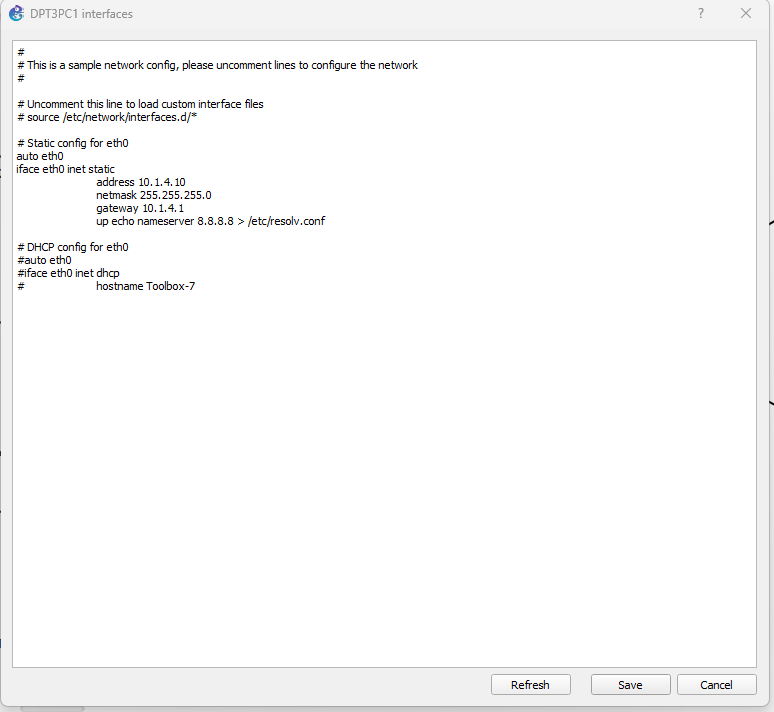 DPT3PC1 interfaces
?
#
# This is a sample network config, please uncomment lines to configure the network
#
# Uncomment this line to load custom interface files
# source /etc/network/interfaces.d/*
# Static config for eth0
auto eth0
iface eth0 inet static
address 10.1.4.10
netmask 255.255.255.0
gateway 10.1.4.1
up echo nameserver 8.8.8.8 > /etc/resolv.conf
# DHCP config for eth0
#auto eth0
#iface eth0 inet dhcp
# hostname Toolbox-7
Refresh Save Cancel